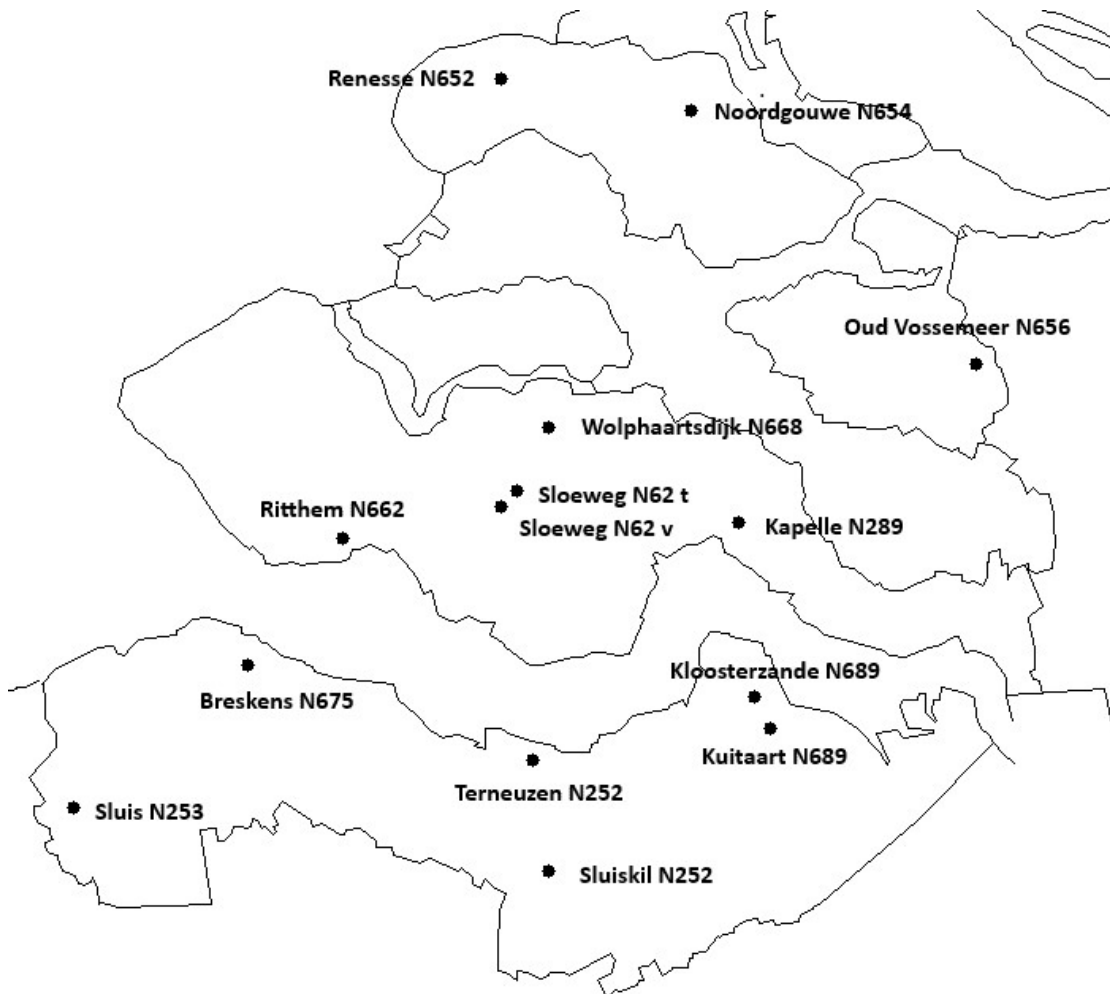 Renesse N652
Noordgouwe N654
Oud Vossemeer N656
Wolphaartsdijk N668
Sloeweg N62 t
Ritthem N662
Sloeweg N62 v
Kapelle N289
Kloosterzande N689
Breskens N675
Kuitaart N689
Terneuzen N252
Sluis N253
Sluiskil N252